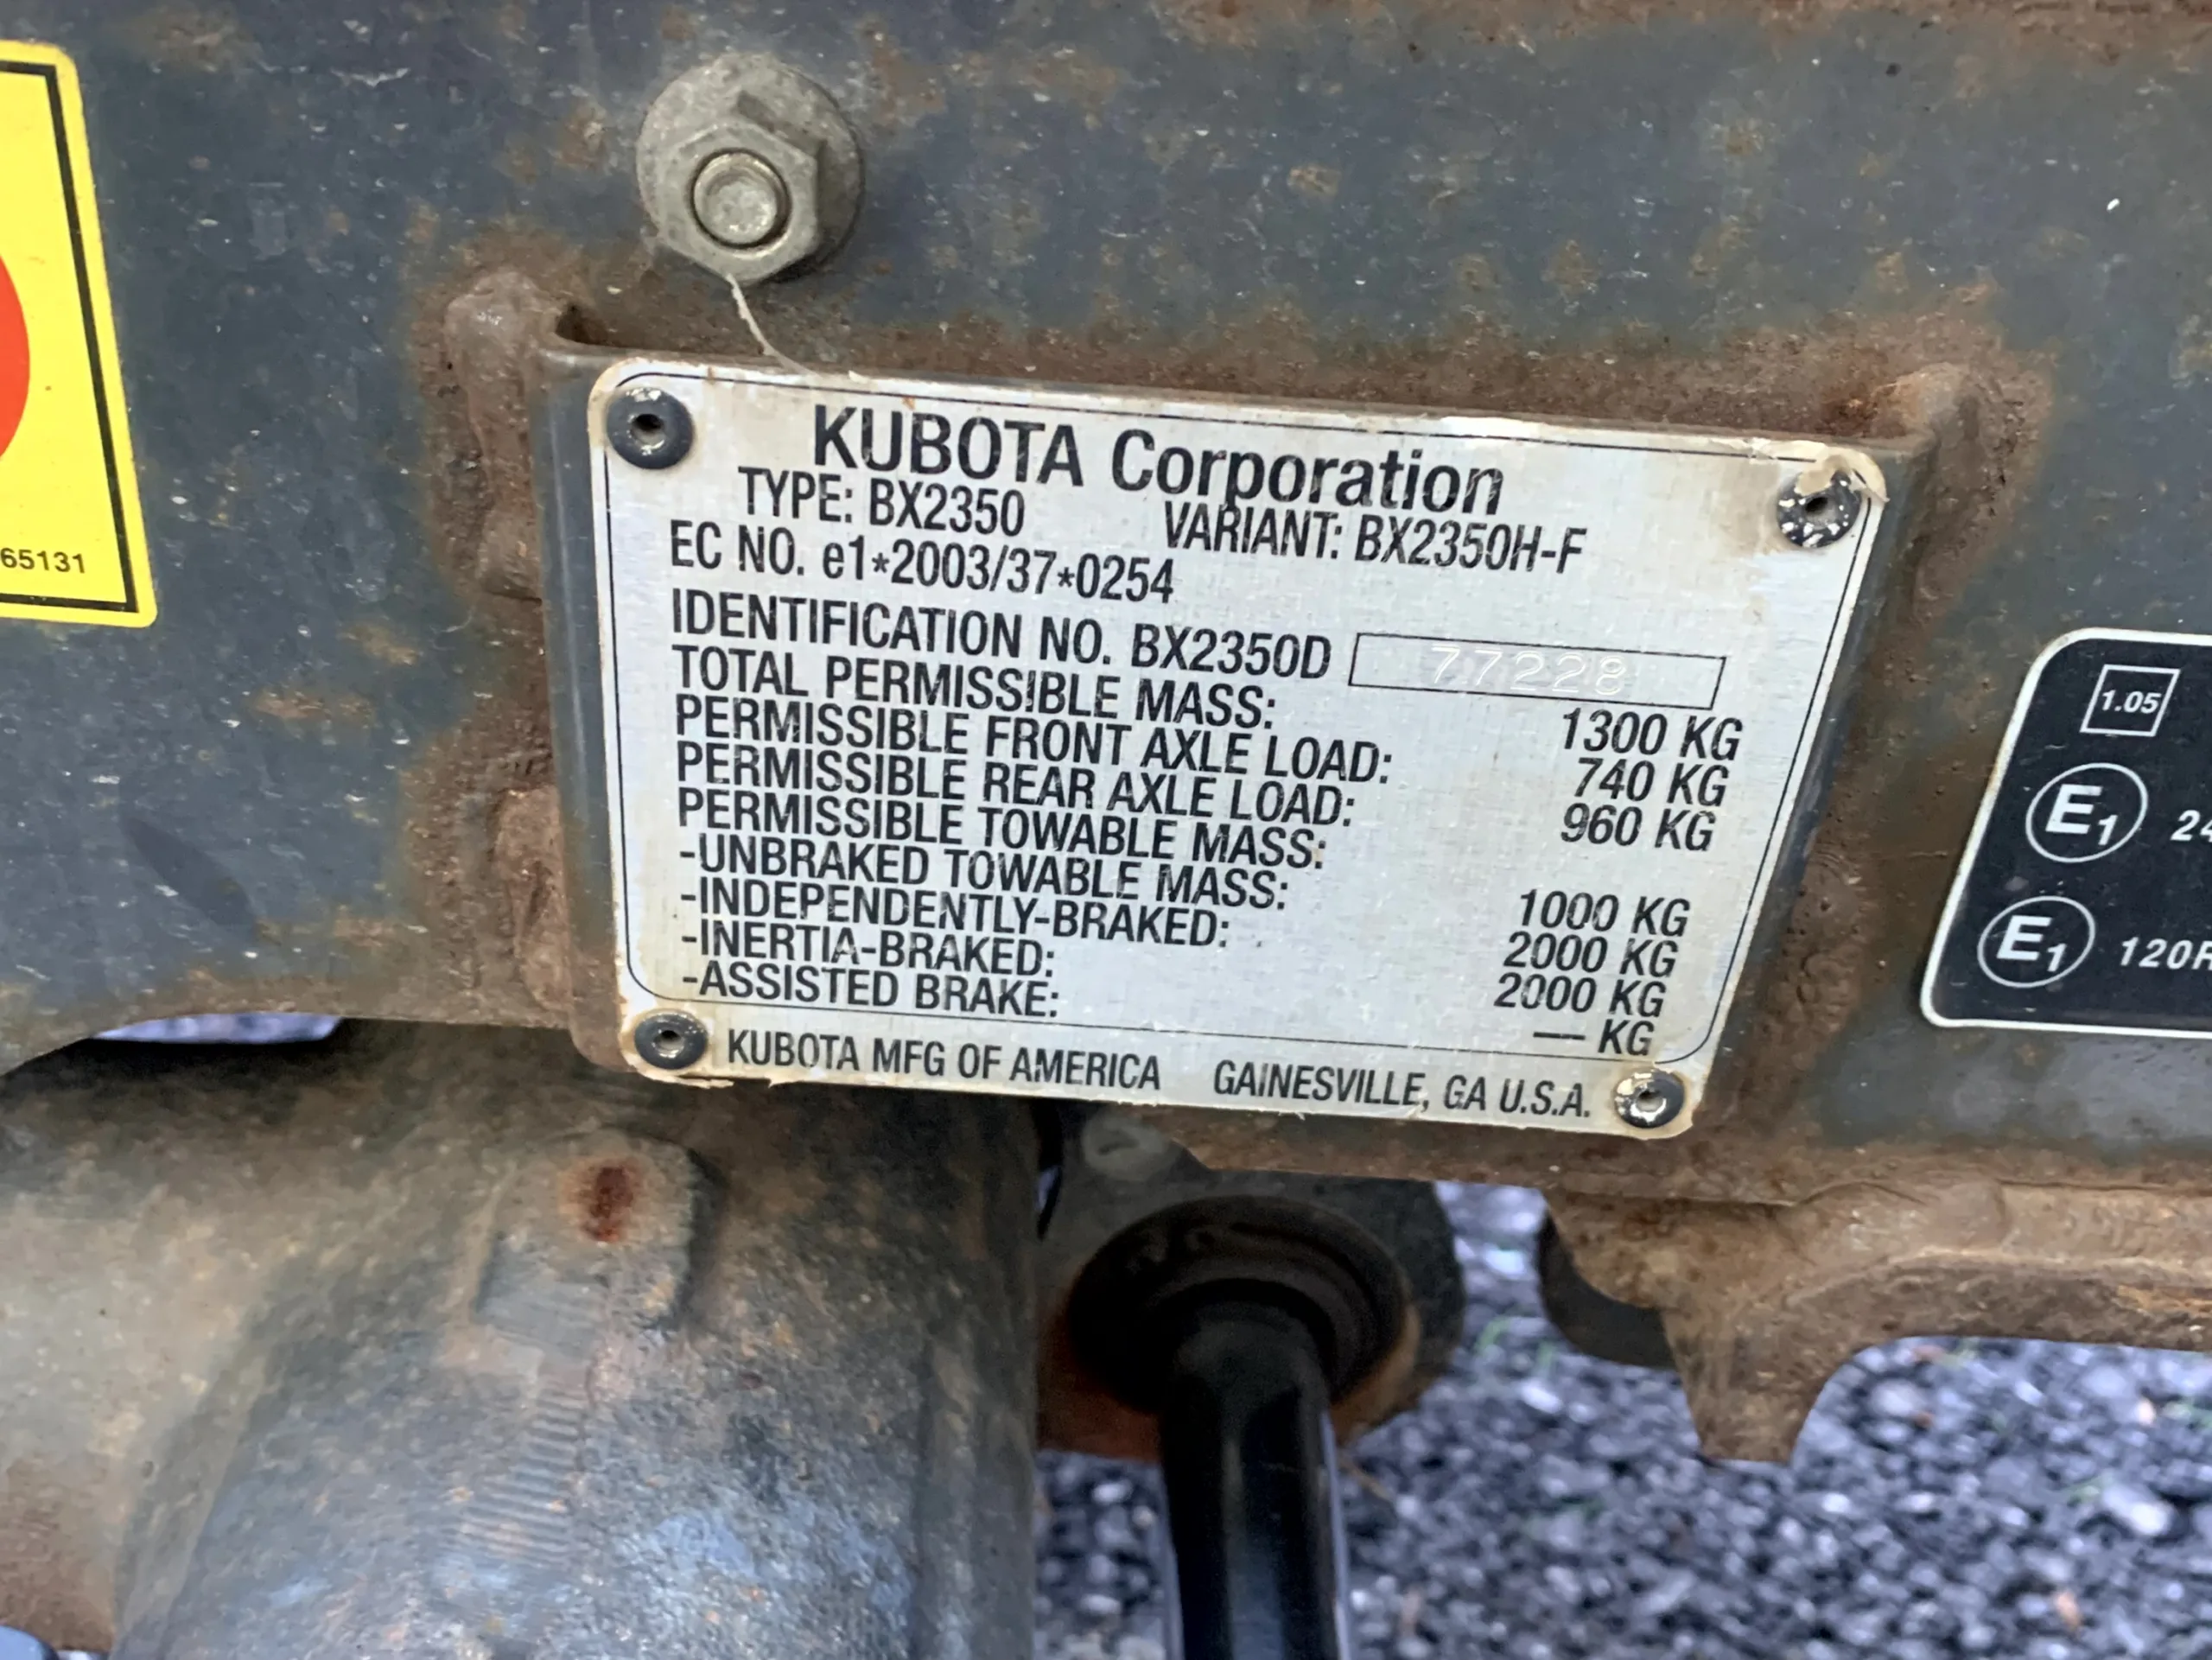 KUBOTA Corporation
TYPE: BX2350 VARIANT: BX2350H-F
EC NO. e1*2003/37*0254
IDENTIFICATION NO. BX2350D 77228
TOTAL PERMISSIBLE MASS: 1300 KG
PERMISSIBLE FRONT AXLE LOAD: 740 KG
PERMISSIBLE REAR AXLE LOAD: 960 KG
PERMISSIBLE TOWABLE MASS:
-UNBRAKED TOWABLE MASS: 1000 KG
-INDEPENDENTLY-BRAKED: 2000 KG
-INERTIA-BRAKED: 2000 KG
-ASSISTED BRAKE: — KG
KUBOTA MFG OF AMERICA GAINESVILLE, GA U.S.A.
65131
1.05
E1 24
E1 120R